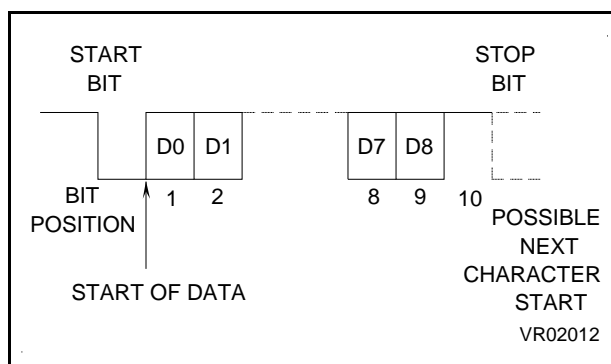 START
BIT
STOP
BIT
D0 D1 D7 D8
BIT
POSITION
1 2 8 9 10
POSSIBLE
NEXT
CHARACTER
START
START OF DATA
VR02012